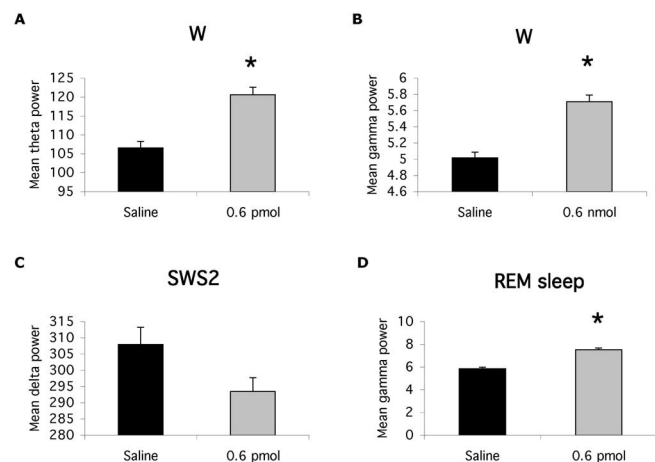 A
W
*
Mean theta power
125
120
115
110
105
100
95
Saline
0.6 pmol
B
W
*
Mean gamma power
6
5.8
5.6
5.4
5.2
5
4.8
4.6
Saline
0.6 nmol
C
SWS2
Mean delta power
315
310
305
300
295
290
285
280
Saline
0.6 pmol
D
REM sleep
*
Mean gamma power
10
8
6
4
2
0
Saline
0.6 pmol